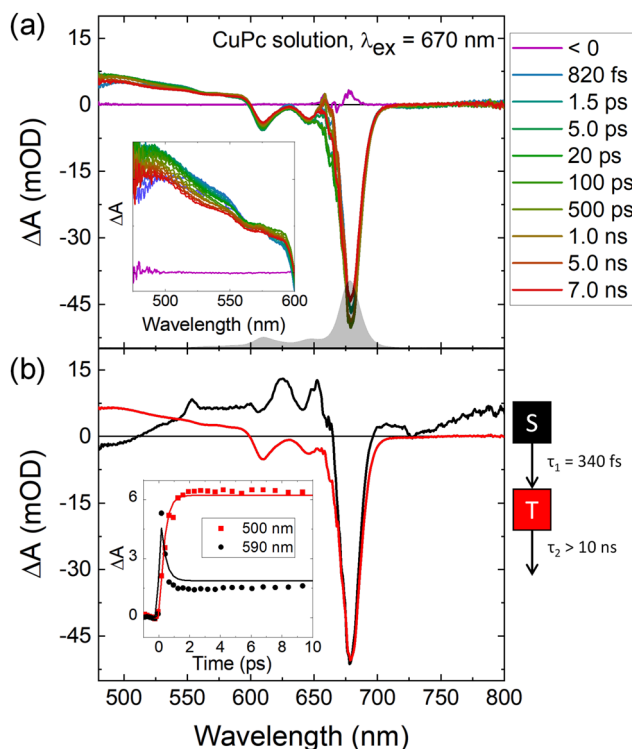 (a)
CuPc solution, λex = 670 nm
15
0
-15
-30
-45
ΔA (mOD)
ΔA
500 550 600
Wavelength (nm)
< 0
820 fs
1.5 ps
5.0 ps
20 ps
100 ps
500 ps
1.0 ns
5.0 ns
7.0 ns
(b)
15
0
-15
-30
-45
ΔA (mOD)
6
3
0
ΔA
500 nm
590 nm
0 2 4 6 8 10
Time (ps)
500 550 600 650 700 750 800
Wavelength (nm)
S
τ1 = 340 fs
T
τ2 > 10 ns